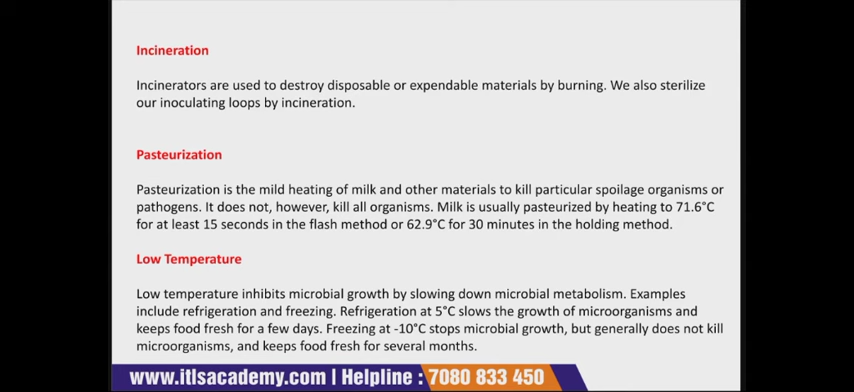 Incineration
Incinerators are used to destroy disposable or expendable materials by burning. We also sterilize
our inoculating loops by incineration.
Pasteurization
Pasteurization is the mild heating of milk and other materials to kill particular spoilage organisms or
pathogens. It does not, however, kill all organisms. Milk is usually pasteurized by heating to 71.6°C
for at least 15 seconds in the flash method or 62.9°C for 30 minutes in the holding method.
Low Temperature
Low temperature inhibits microbial growth by slowing down microbial metabolism. Examples
include refrigeration and freezing. Refrigeration at 5°C slows the growth of microorganisms and
keeps food fresh for a few days. Freezing at -10°C stops microbial growth, but generally does not kill
microorganisms, and keeps food fresh for several months.
www.itlsacademy.com | Helpline : 7080 833 450